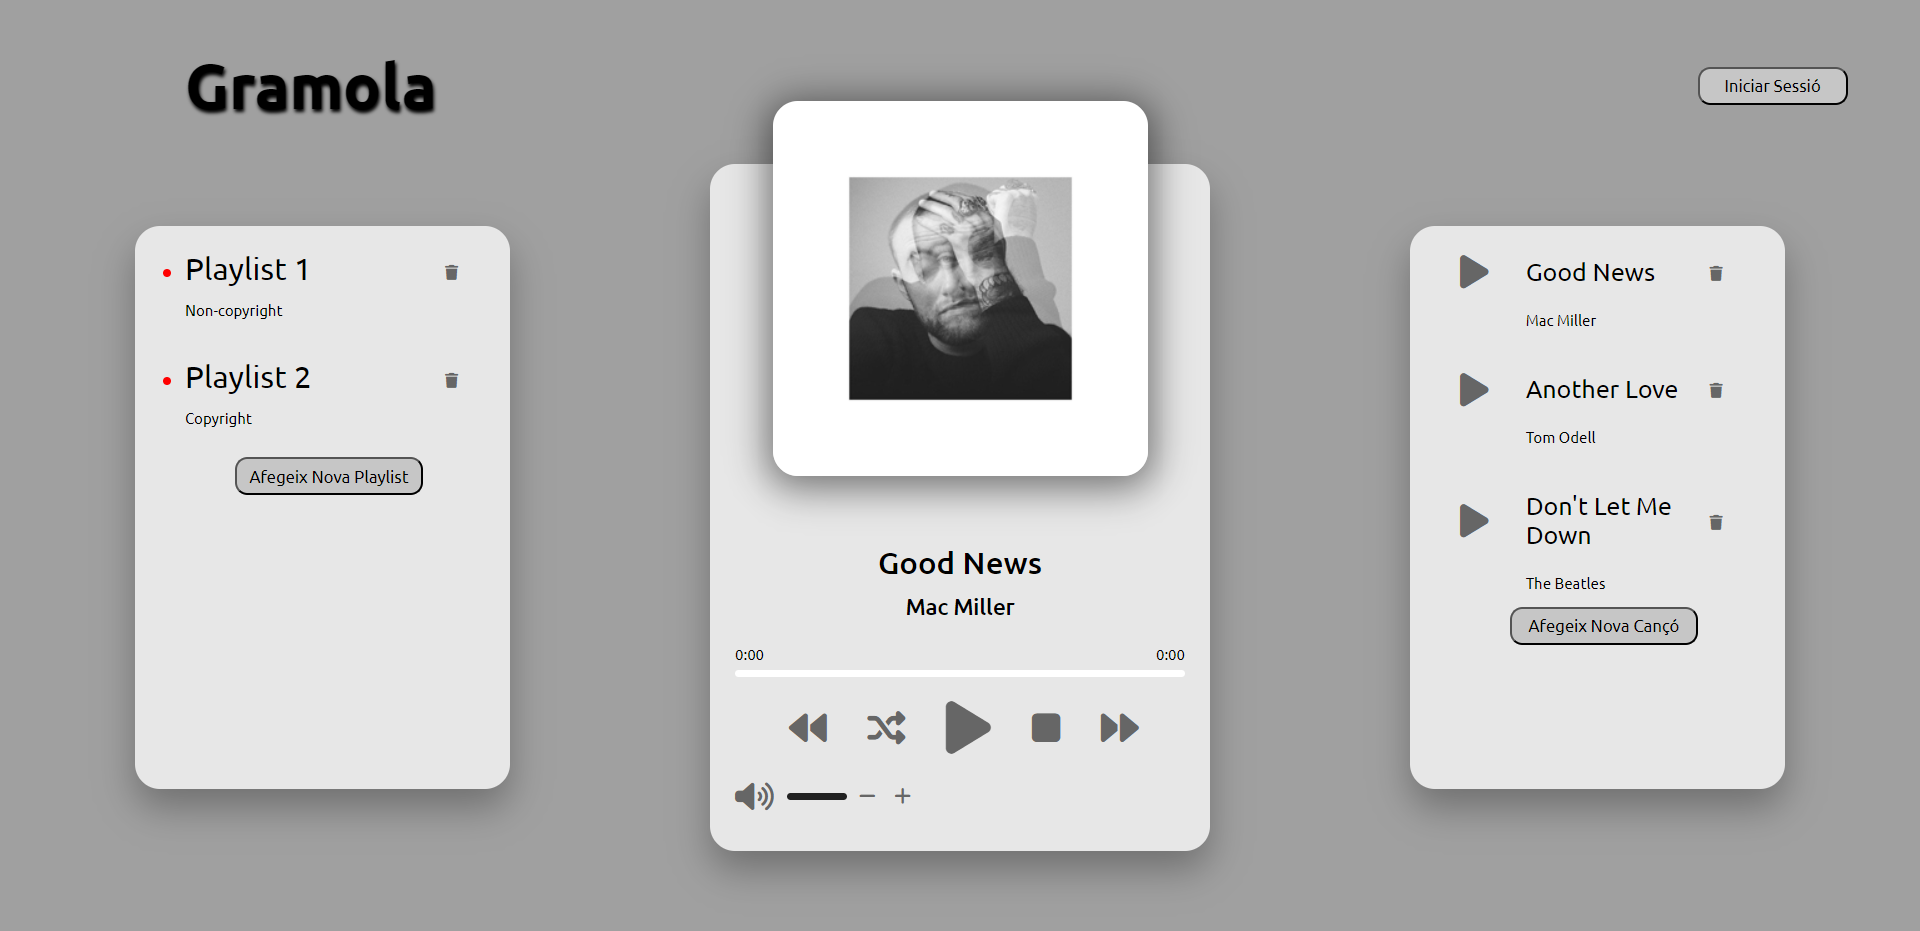 Gramola
Iniciar Sessió
Playlist 1
Non-copyright
Playlist 2
Copyright
Afegeix Nova Playlist
Good News
Mac Miller
0:00
0:00
Good News
Mac Miller
Another Love
Tom Odell
Don't Let Me
Down
The Beatles
Afegeix Nova Cançó